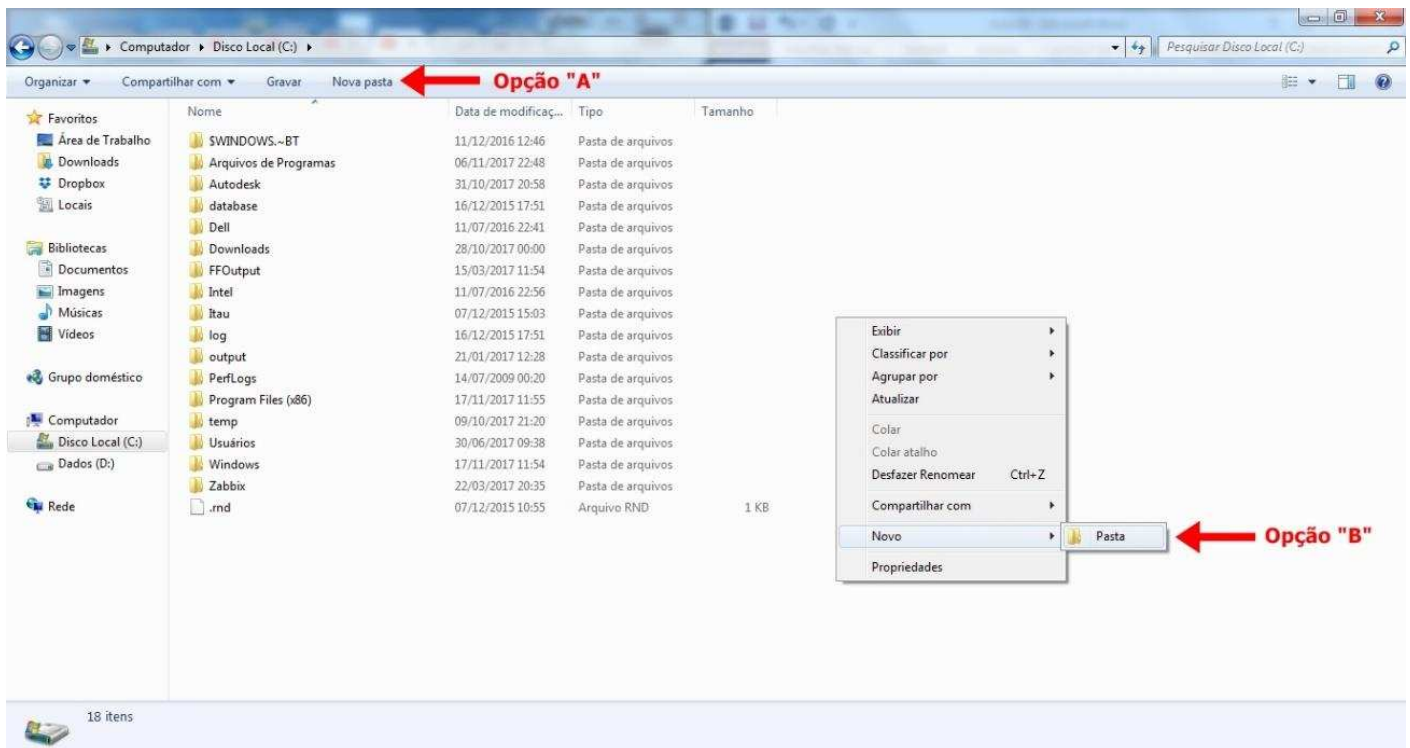 Computador Disco Local (C:) Pesquisar Disco Local (C:)
Organizar Compartilhar com Gravar Nova pasta Opção "A"
Favoritos
Área de Trabalho
Downloads
Dropbox
Locais
Bibliotecas
Documentos
Imagens
Músicas
Vídeos
Grupo doméstico
Computador
Disco Local (C:)
Dados (D:)
Rede
Nome Data de modificaç... Tipo Tamanho
$WINDOWS.~BT 11/12/2016 12:46 Pasta de arquivos
Arquivos de Programas 06/11/2017 22:48 Pasta de arquivos
Autodesk 31/10/2017 20:58 Pasta de arquivos
database 16/12/2015 17:51 Pasta de arquivos
Dell 11/07/2016 22:41 Pasta de arquivos
Downloads 28/10/2017 00:00 Pasta de arquivos
FFOutput 15/03/2017 11:54 Pasta de arquivos
Intel 11/07/2016 22:56 Pasta de arquivos
Itau 07/12/2015 15:03 Pasta de arquivos
log 16/12/2015 17:51 Pasta de arquivos
output 21/01/2017 12:28 Pasta de arquivos
PerfLogs 14/07/2009 00:20 Pasta de arquivos
Program Files (x86) 17/11/2017 11:55 Pasta de arquivos
temp 09/10/2017 21:20 Pasta de arquivos
Usuários 30/06/2017 09:38 Pasta de arquivos
Windows 17/11/2017 11:54 Pasta de arquivos
Zabbix 22/03/2017 20:35 Pasta de arquivos
.rnd 07/12/2015 10:55 Arquivo RND 1 KB
Exibir
Classificar por
Agrupar por
Atualizar
Colar
Colar atalho
Desfazer Renomear Ctrl+Z
Compartilhar com
Novo Pasta Opção "B"
Propriedades
18 itens